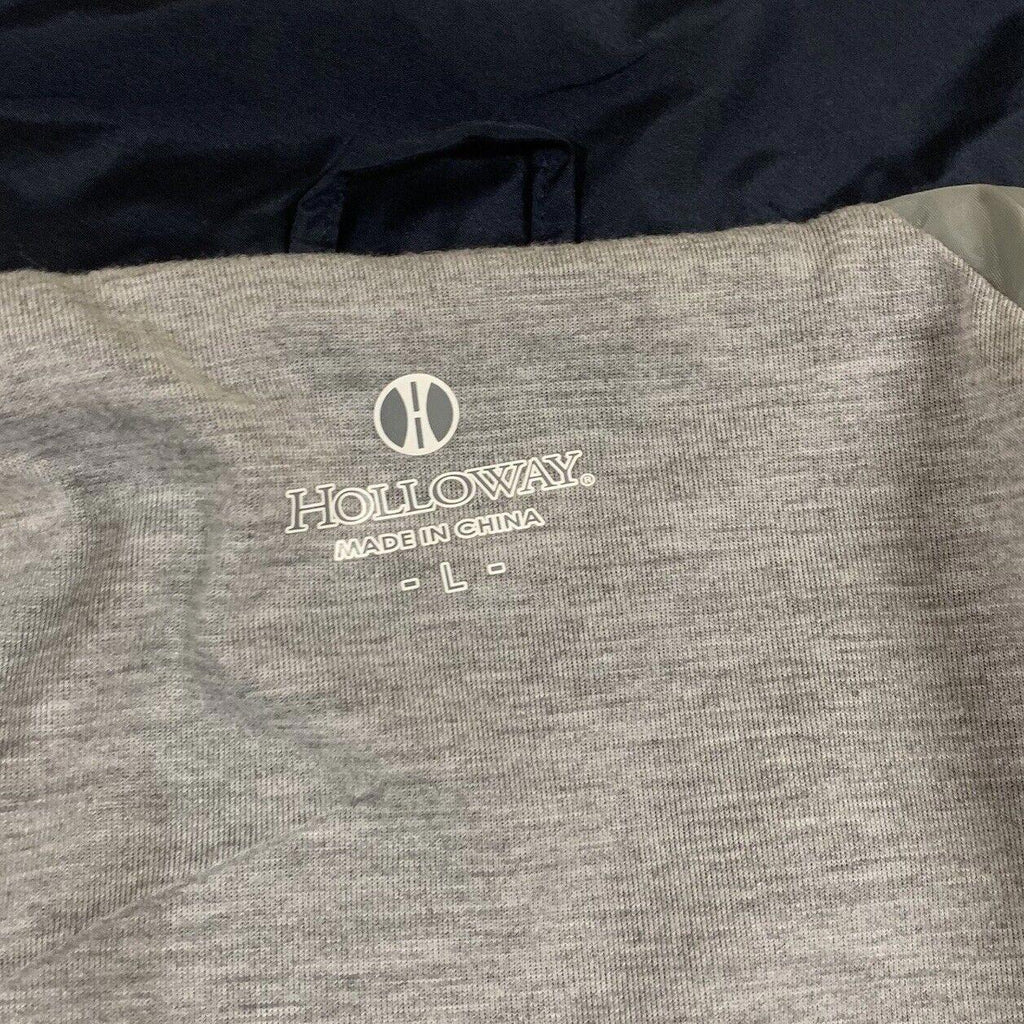 H
HOLLOWAY®
MADE IN CHINA
- L -